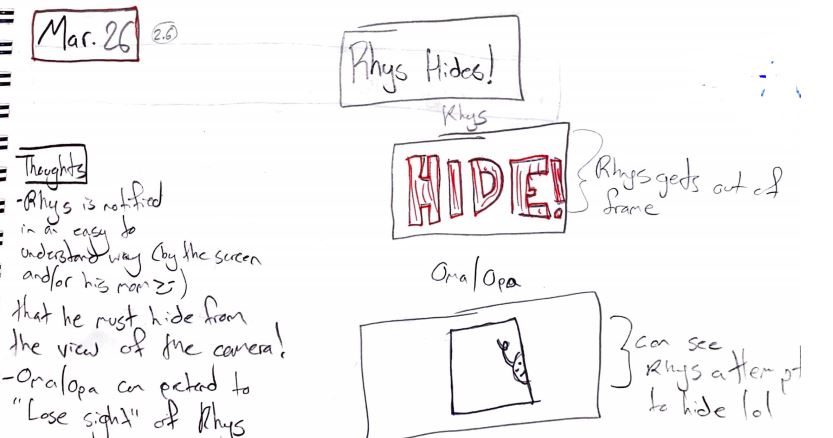 Mar. 26
2.6
Rhys Hides!
Rhys
HIDE!
Rhys gets out of
frame
Thoughts
-Rhys is notified
in an easy to
understand way (by the screen
and/or his mom :)
that he must hide from
the view of the camera!
-Oma/Opa can pretend to
"Lose sight" of Rhys
Oma/Opa
can see
Rhys attempt
to hide lol